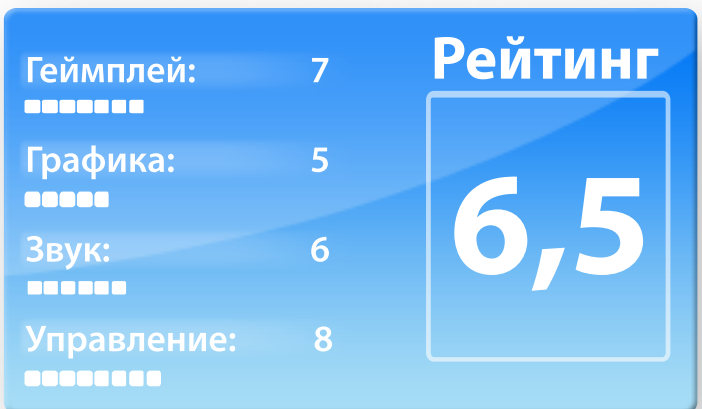 Геймплей: 7
Графика: 5
Звук: 6
Управление: 8
Рейтинг
6,5